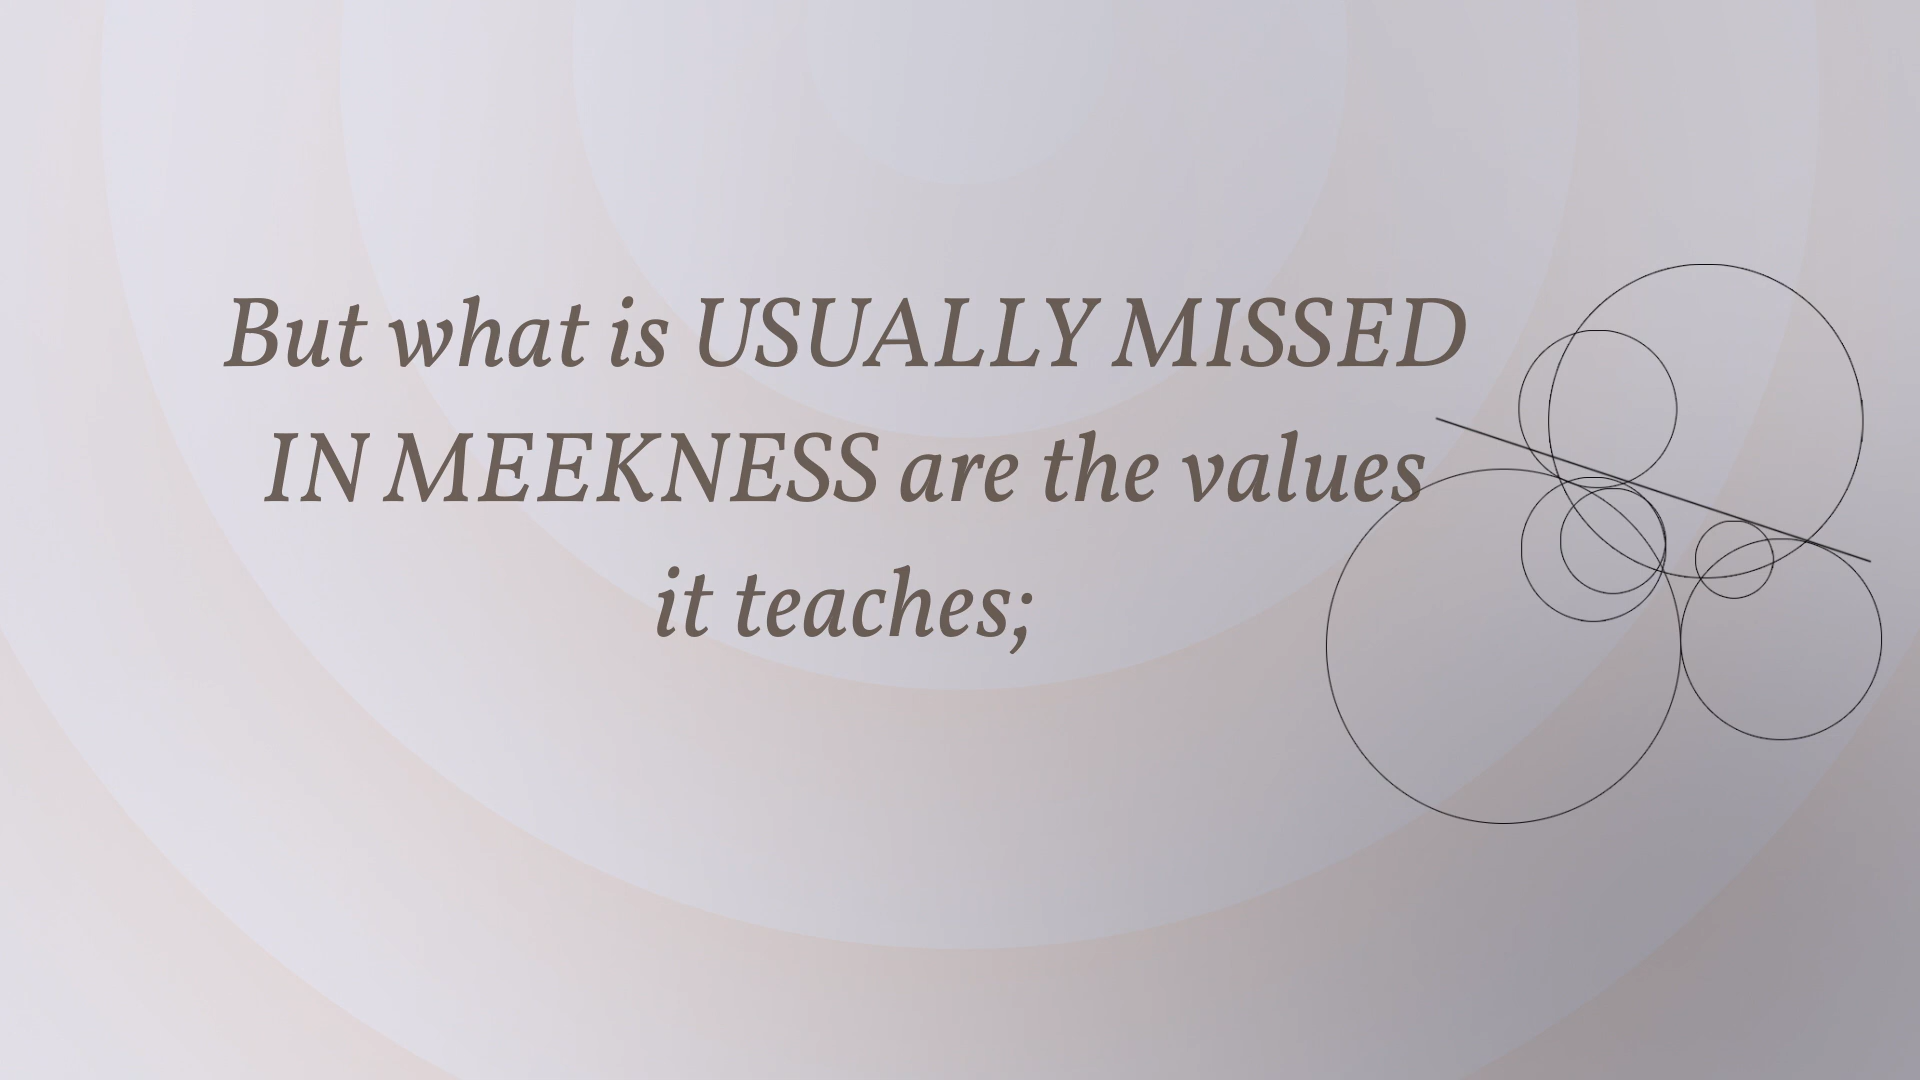 But what is USUALLY MISSED
IN MEEKNESS are the values
it teaches;